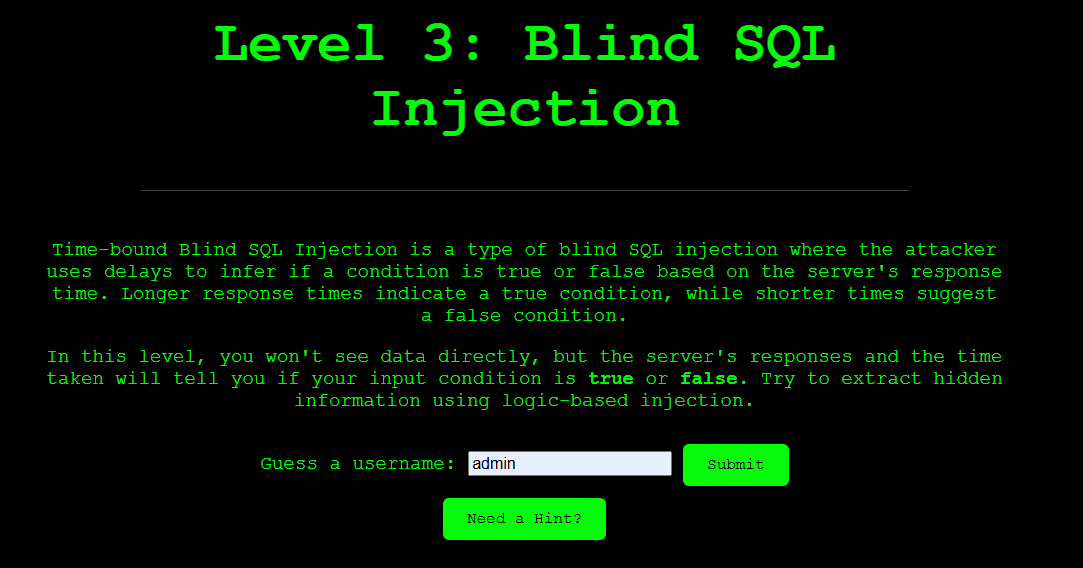 Level 3: Blind SQL
Injection
Time-bound Blind SQL Injection is a type of blind SQL injection where the attacker
uses delays to infer if a condition is true or false based on the server's response
time. Longer response times indicate a true condition, while shorter times suggest
a false condition.
In this level, you won't see data directly, but the server's responses and the time
taken will tell you if your input condition is true or false. Try to extract hidden
information using logic-based injection.
Guess a username: admin Submit
Need a Hint?